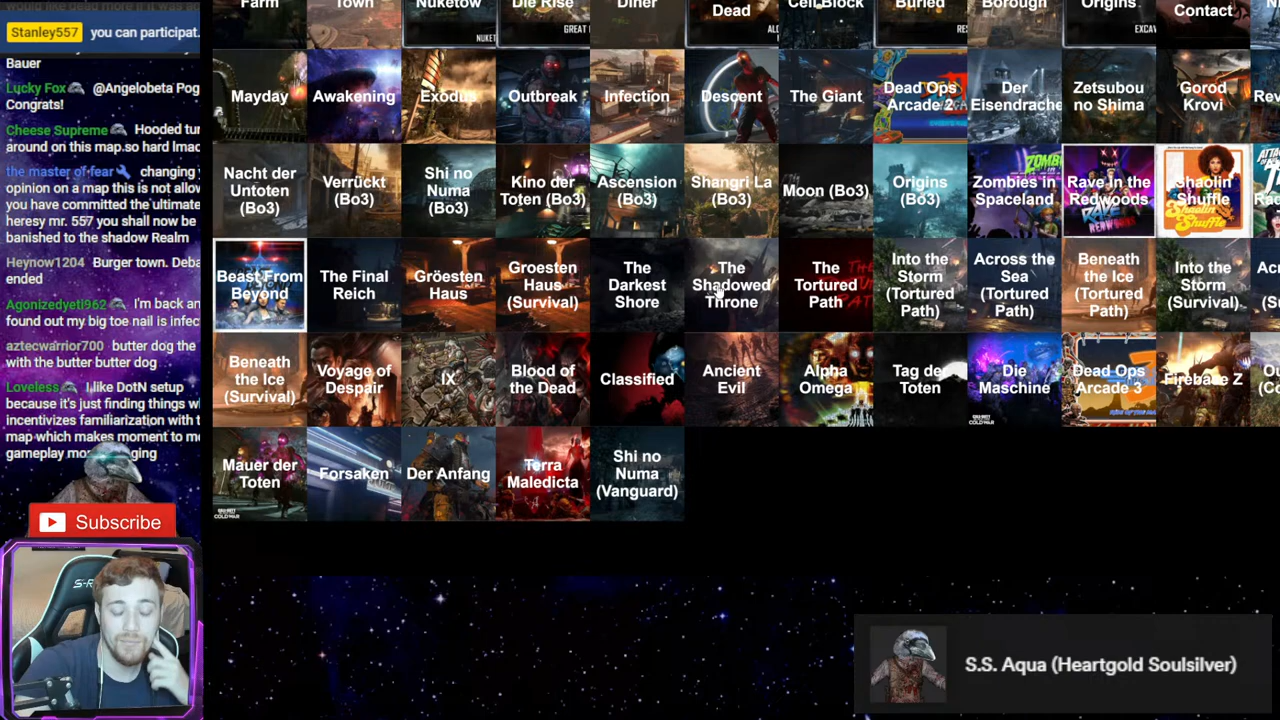 Stanley557 you can participat.
Bauer
Lucky Fox @Angelobeta Pog
Congrats!
Cheese Supreme Hooded tur
around on this map.so hard lmac
the master of fear changing
opinion on a map this is not allow
you have committed the ultimate
heresy mr. 557 you shall now be
banished to the shadow Realm
Heynow1204 Burger town. Deba
ended
Agonizedyeti962 I'm back an
found out my big toe nail is infec
aztecwarrior700 butter dog the
with the butter butter dog
Loveless I like DotN setup
because it's just finding things w
incentivizes familiarization with t
map which makes moment to m
gameplay mo
Subscribe
Farm
Town
Nuketow
Die Rise
Diner
Dead
Cell Block
Buried
Borough
Origins
Contact
Mayday
Awakening
Exodus
Outbreak
Infection
Descent
The Giant
Dead Ops
Arcade 2
Der
Eisendrache
Zetsubou
no Shima
Gorod
Krovi
Rev
Nacht der
Untoten
(Bo3)
Verrückt
(Bo3)
Shi no
Numa
(Bo3)
Kino der
Toten (Bo3)
Ascension
(Bo3)
Shangri La
(Bo3)
Moon (Bo3)
Origins
(Bo3)
Zombies in
Spaceland
Rave In the
Redwoods
Shaolin
Shuffle
Beast From
Beyond
The Final
Reich
Gröesten
Haus
Groesten
Haus
(Survival)
The
Darkest
Shore
The
Shadowed
Throne
The
Tortured
Path
Into the
Storm
(Tortured
Path)
Across the
Sea
(Tortured
Path)
Beneath
the Ice
(Tortured
Path)
Into the
Storm
(Survival)
Beneath
the Ice
(Survival)
Voyage of
Despair
IX
Blood of
the Dead
Classified
Ancient
Evil
Alpha
Omega
Tag der
Toten
Die
Maschine
Dead Ops
Arcade 3
Firebase Z
Mauer der
Toten
Forsaken
Der Anfang
Terra
Maledicta
Shi no
Numa
(Vanguard)
S.S. Aqua (Heartgold Soulsilver)